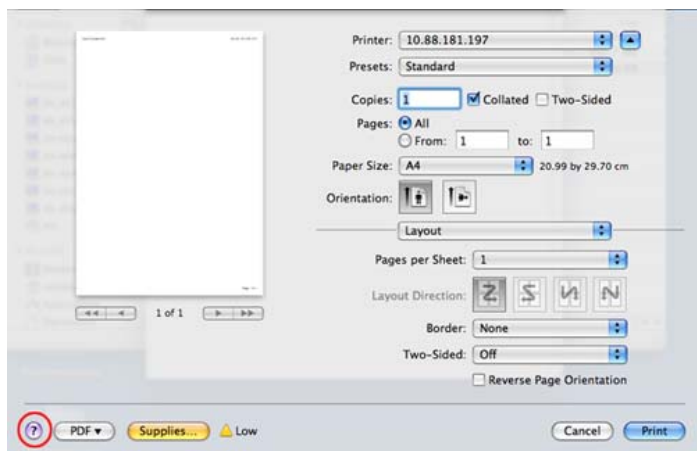 Printer: 10.88.181.197
Presets: Standard
Copies: 1 Collated Two-Sided
Pages: All
From: 1 to: 1
Paper Size: A4 20.99 by 29.70 cm
Orientation:
Layout
Pages per Sheet: 1
Layout Direction:
Border: None
Two-Sided: Off
Reverse Page Orientation
1 of 1
? PDF Supplies... Low Cancel Print